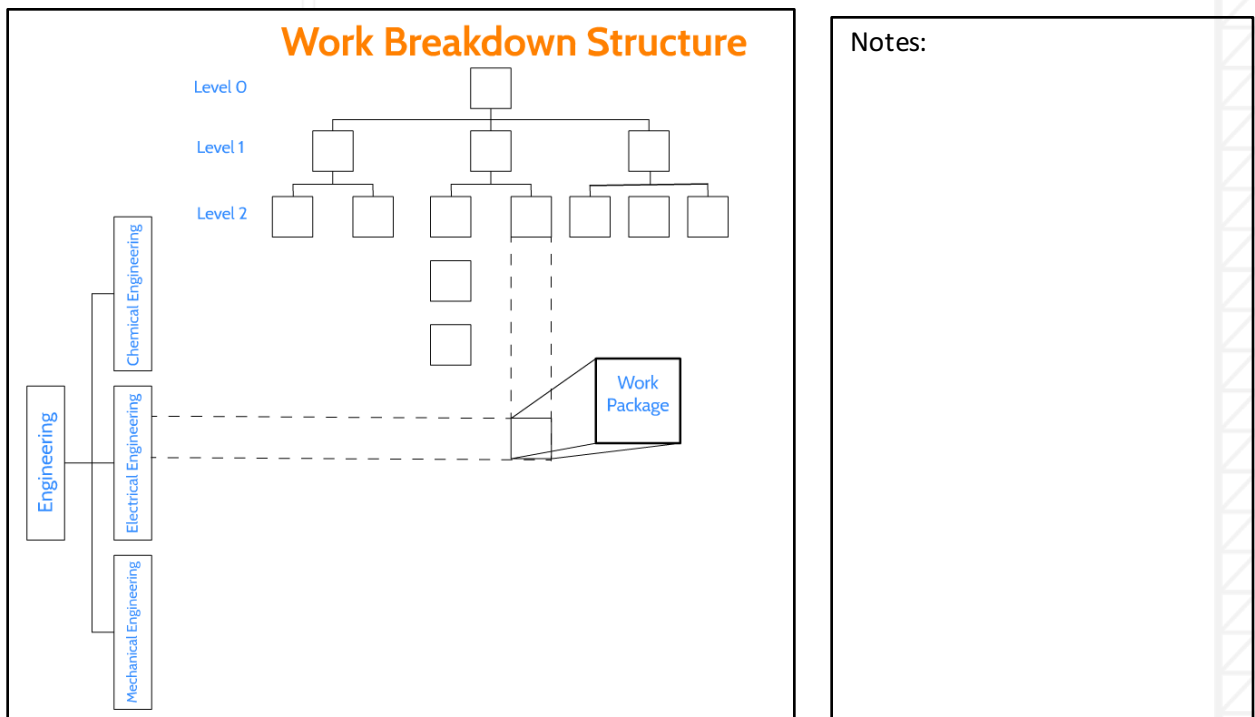 Work Breakdown Structure
Notes:
Level 0
Level 1
Level 2
Chemical Engineering
Engineering
Electrical Engineering
Work
Package
Mechanical Engineering